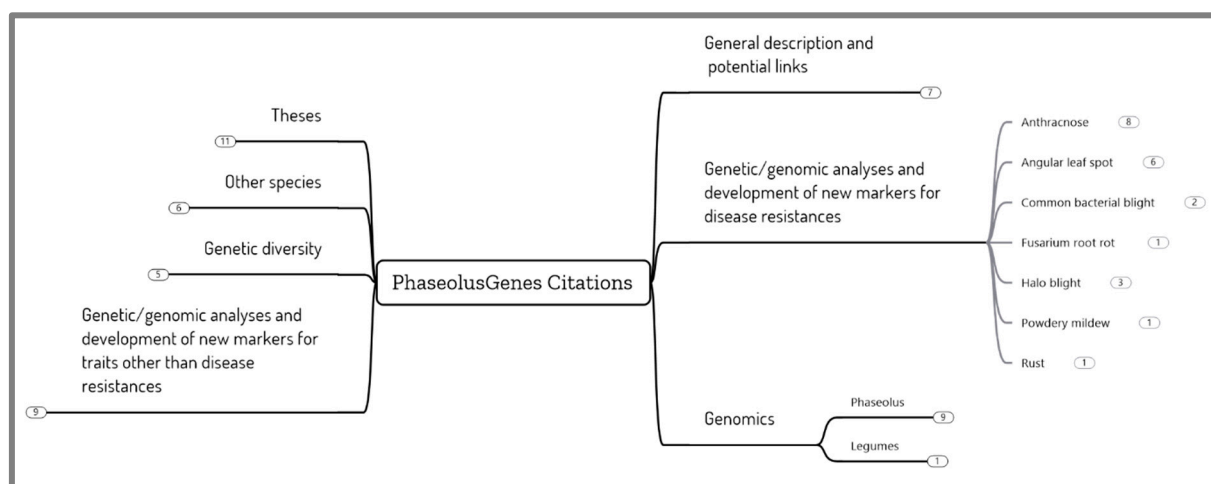 PhaseolusGenes Citations
General description and
potential links
7
Genetic/genomic analyses and
development of new markers for
disease resistances
Anthracnose 8
Angular leaf spot 6
Common bacterial blight 2
Fusarium root rot 1
Halo blight 3
Powdery mildew 1
Rust 1
Genomics
Phaseolus
9
Legumes
1
Theses
11
Other species
6
Genetic diversity
5
Genetic/genomic analyses and
development of new markers for
traits other than disease
resistances
9